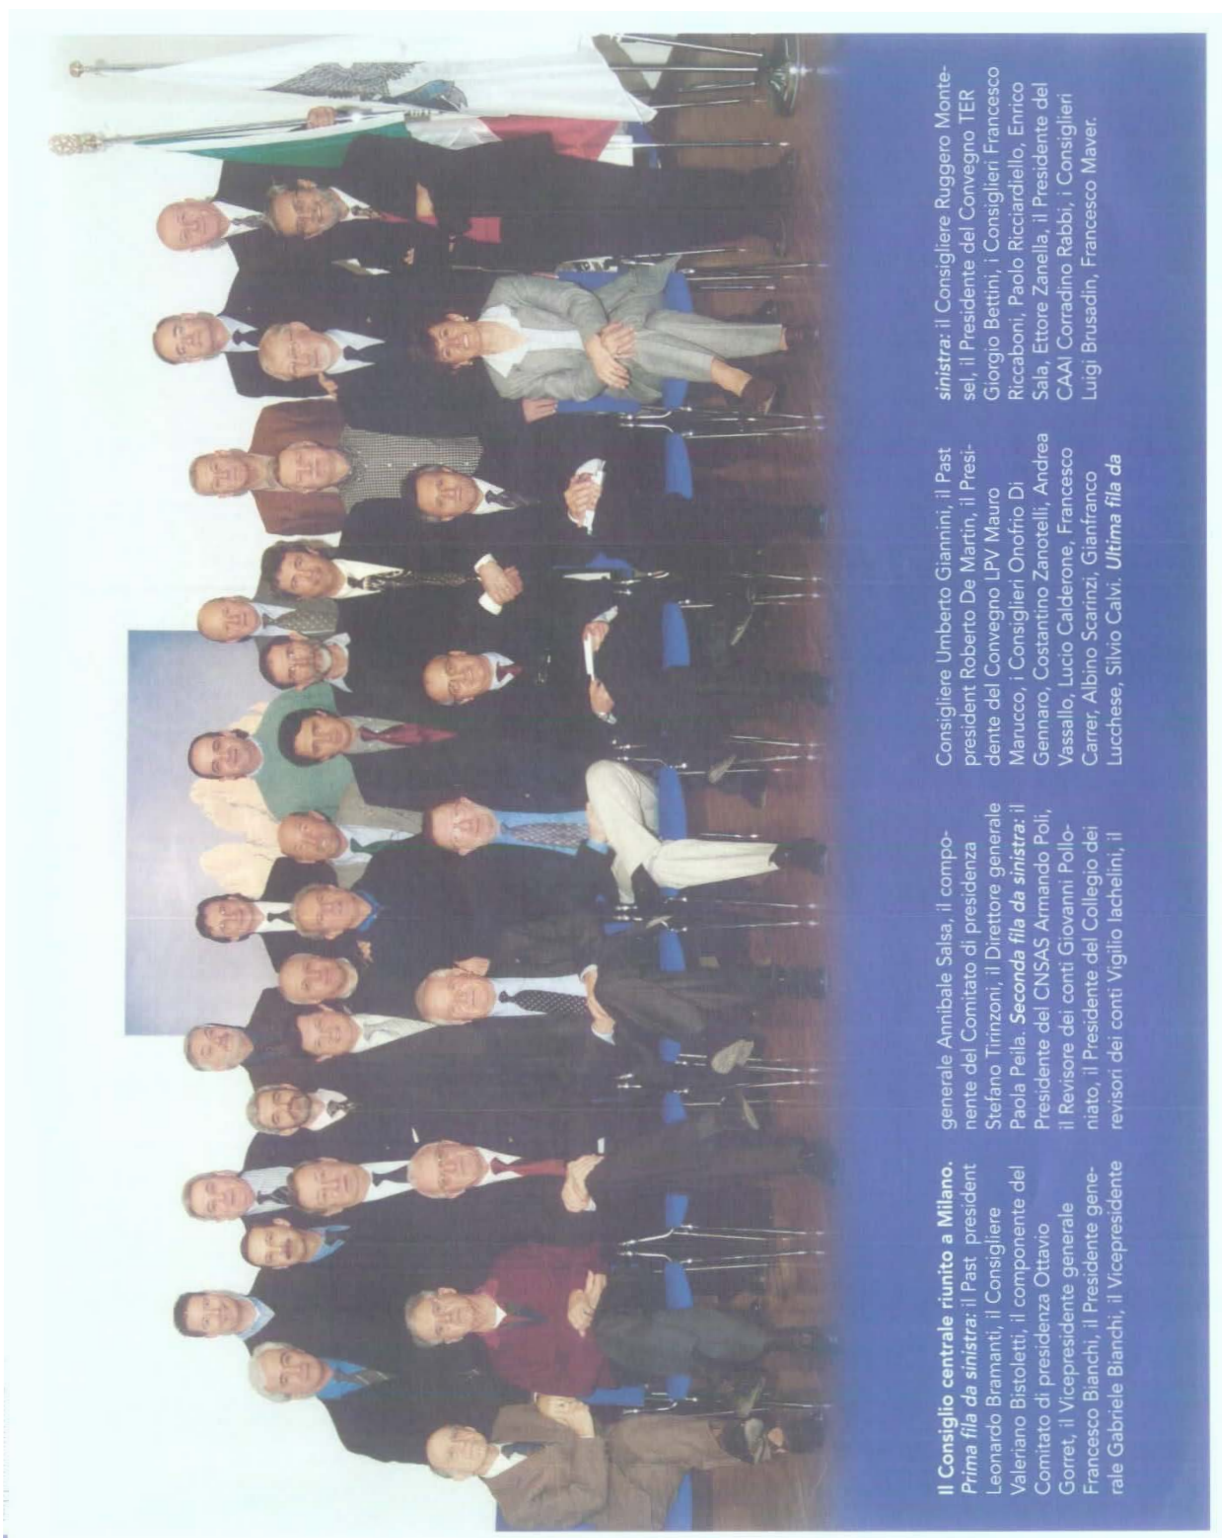 Il Consiglio centrale riunito a Milano.
Prima fila da sinistra: il Past president
Leonardo Bramanti, il Consigliere
Valeriano Bistoletti, il componente del
Comitato di presidenza Ottavio
Gorret, il Vicepresidente generale
Francesco Bianchi, il Presidente gene-
rale Gabriele Bianchi, il Vicepresidente
generale Annibale Salsa, il compo-
nente del Comitato di presidenza
Stefano Tirinzoni, il Direttore generale
Paola Peila. Seconda fila da sinistra: il
Presidente del CNSAS Armando Poli,
il Revisore dei conti Giovanni Pollo-
niato, il Presidente del Collegio dei
revisori dei conti Vigilio Iachelini, il
Consigliere Umberto Giannini, il Past
president Roberto De Martin, il Presi-
dente del Convegno LPV Mauro
Marucco, i Consiglieri Onofrio Di
Gennaro, Costantino Zanotelli, Andrea
Vassallo, Lucio Calderone, Francesco
Carrer, Albino Scarinzi, Gianfranco
Lucchese, Silvio Calvi. Ultima fila da
sinistra: il Consigliere Ruggero Monte-
sel, il Presidente del Convegno TER
Giorgio Bettini, i Consiglieri Francesco
Riccaboni, Paolo Ricciardiello, Enrico
Sala, Ettore Zanella, il Presidente del
CAAI Corradino Rabbi, i Consiglieri
Luigi Brusadin, Francesco Maver.